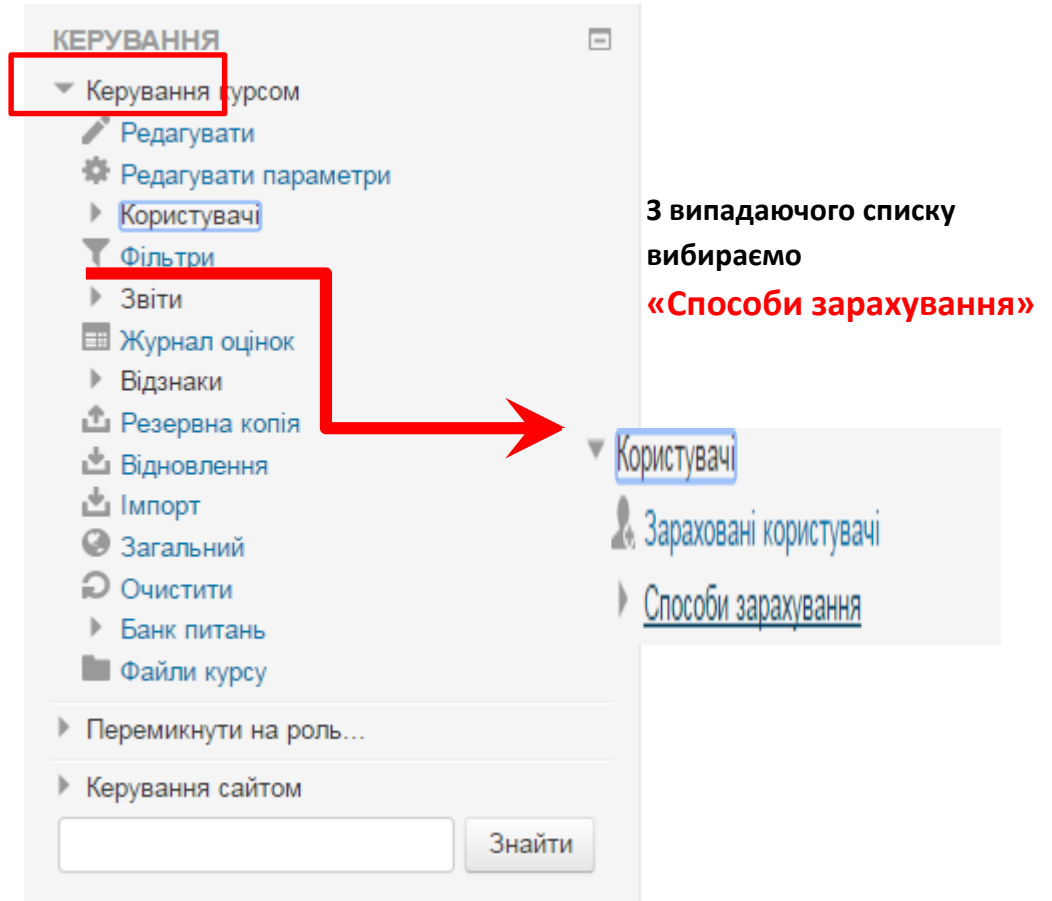 КЕРУВАННЯ
Керування курсом
Редагувати
Редагувати параметри
Користувачі
Фільтри
Звіти
Журнал оцінок
Відзнаки
Резервна копія
Відновлення
Імпорт
Загальний
Очистити
Банк питань
Файли курсу
Перемикнути на роль...
Керування сайтом
Знайти
З випадаючого списку
вибираємо
«Способи зарахування»
Користувачі
Зараховані користувачі
Способи зарахування